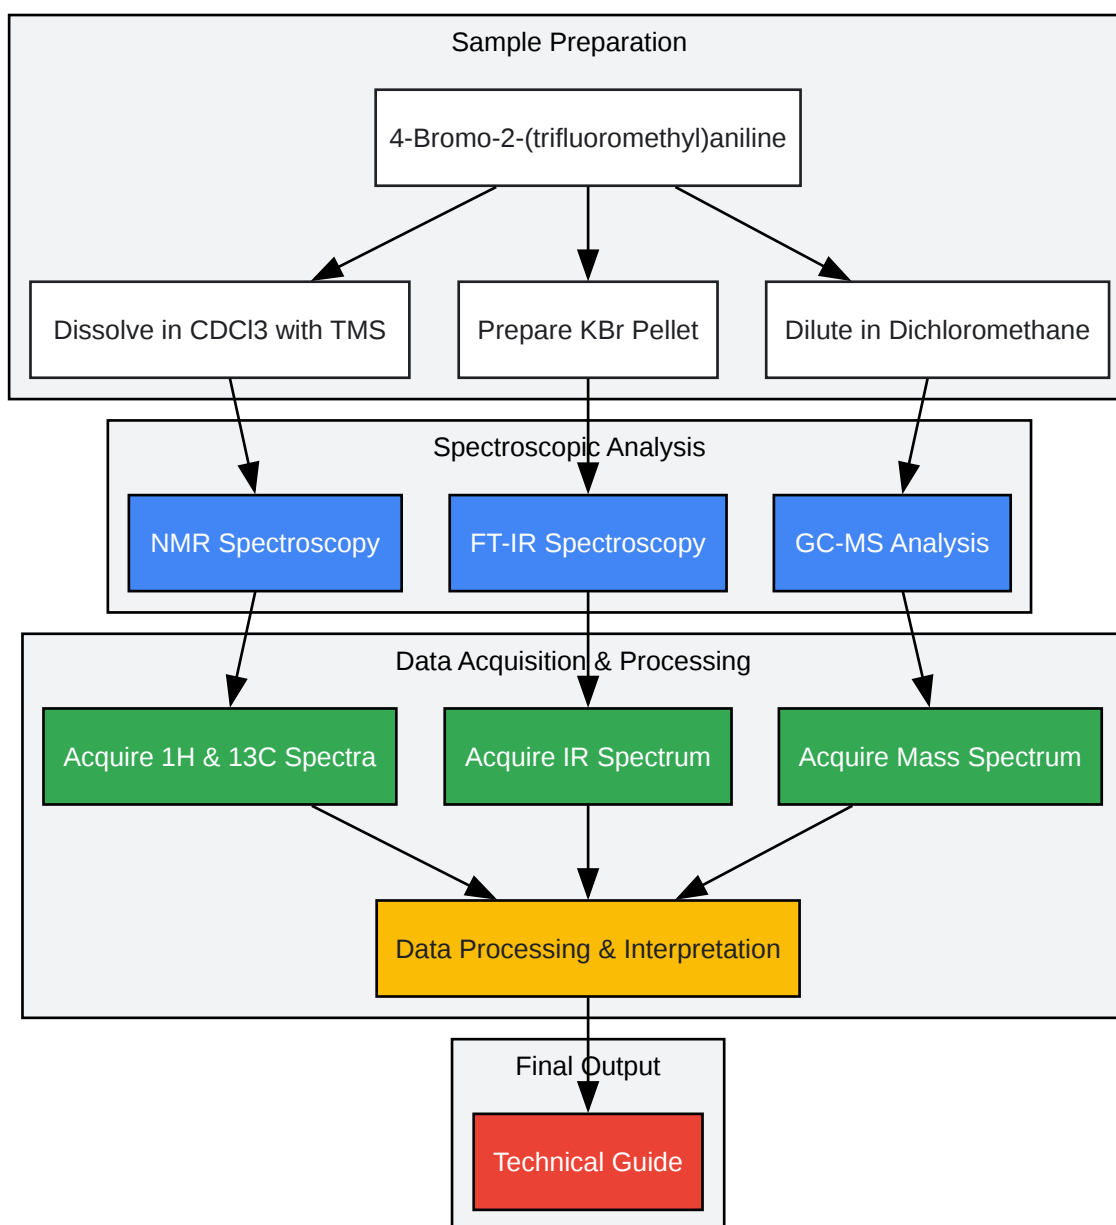 Sample Preparation
4-Bromo-2-(trifluoromethyl)aniline
Dissolve in CDCl3 with TMS
Prepare KBr Pellet
Dilute in Dichloromethane
Spectroscopic Analysis
NMR Spectroscopy
FT-IR Spectroscopy
GC-MS Analysis
Data Acquisition & Processing
Acquire 1H & 13C Spectra
Acquire IR Spectrum
Acquire Mass Spectrum
Data Processing & Interpretation
Final Output
Technical Guide